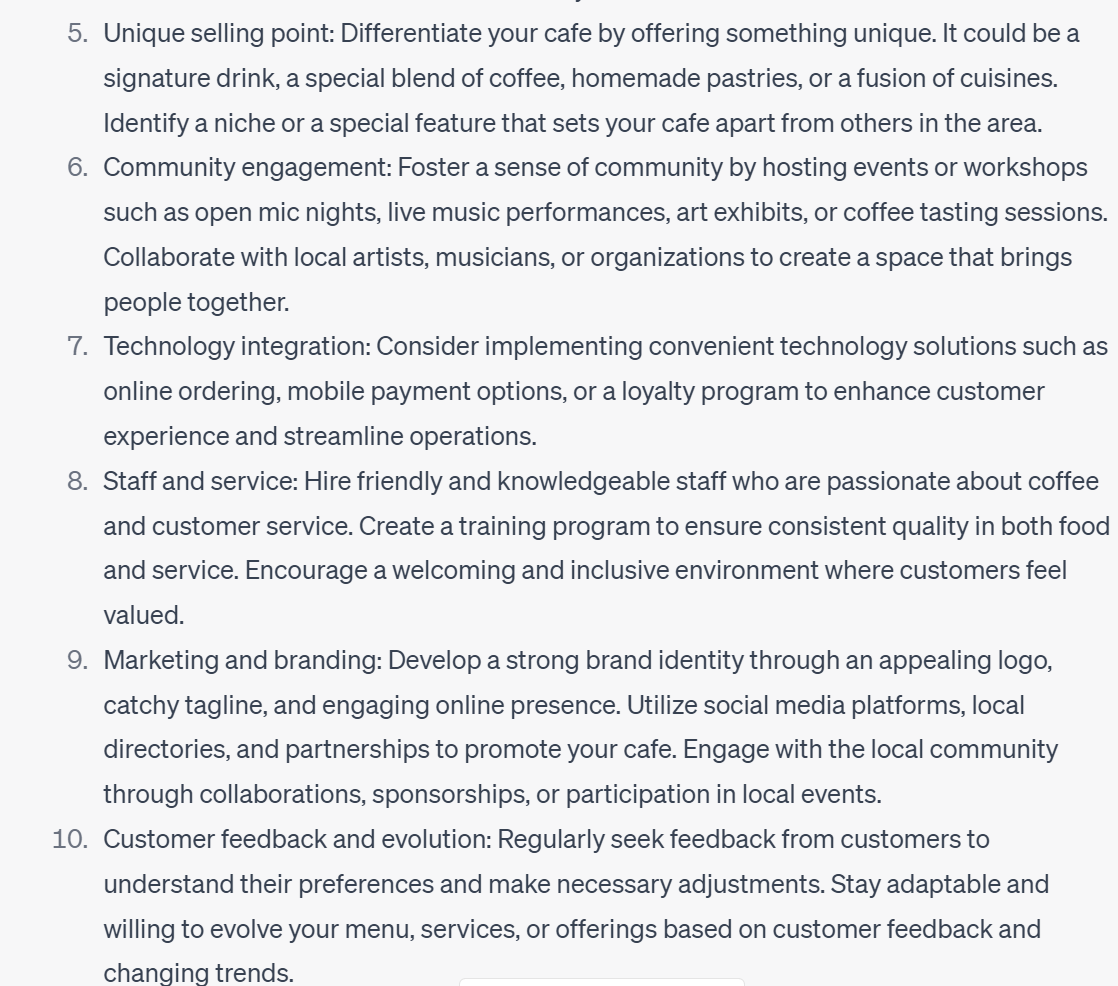 5. Unique selling point: Differentiate your cafe by offering something unique. It could be a
signature drink, a special blend of coffee, homemade pastries, or a fusion of cuisines.
Identify a niche or a special feature that sets your cafe apart from others in the area.
6. Community engagement: Foster a sense of community by hosting events or workshops
such as open mic nights, live music performances, art exhibits, or coffee tasting sessions.
Collaborate with local artists, musicians, or organizations to create a space that brings
people together.
7. Technology integration: Consider implementing convenient technology solutions such as
online ordering, mobile payment options, or a loyalty program to enhance customer
experience and streamline operations.
8. Staff and service: Hire friendly and knowledgeable staff who are passionate about coffee
and customer service. Create a training program to ensure consistent quality in both food
and service. Encourage a welcoming and inclusive environment where customers feel
valued.
9. Marketing and branding: Develop a strong brand identity through an appealing logo,
catchy tagline, and engaging online presence. Utilize social media platforms, local
directories, and partnerships to promote your cafe. Engage with the local community
through collaborations, sponsorships, or participation in local events.
10. Customer feedback and evolution: Regularly seek feedback from customers to
understand their preferences and make necessary adjustments. Stay adaptable and
willing to evolve your menu, services, or offerings based on customer feedback and
changing trends.